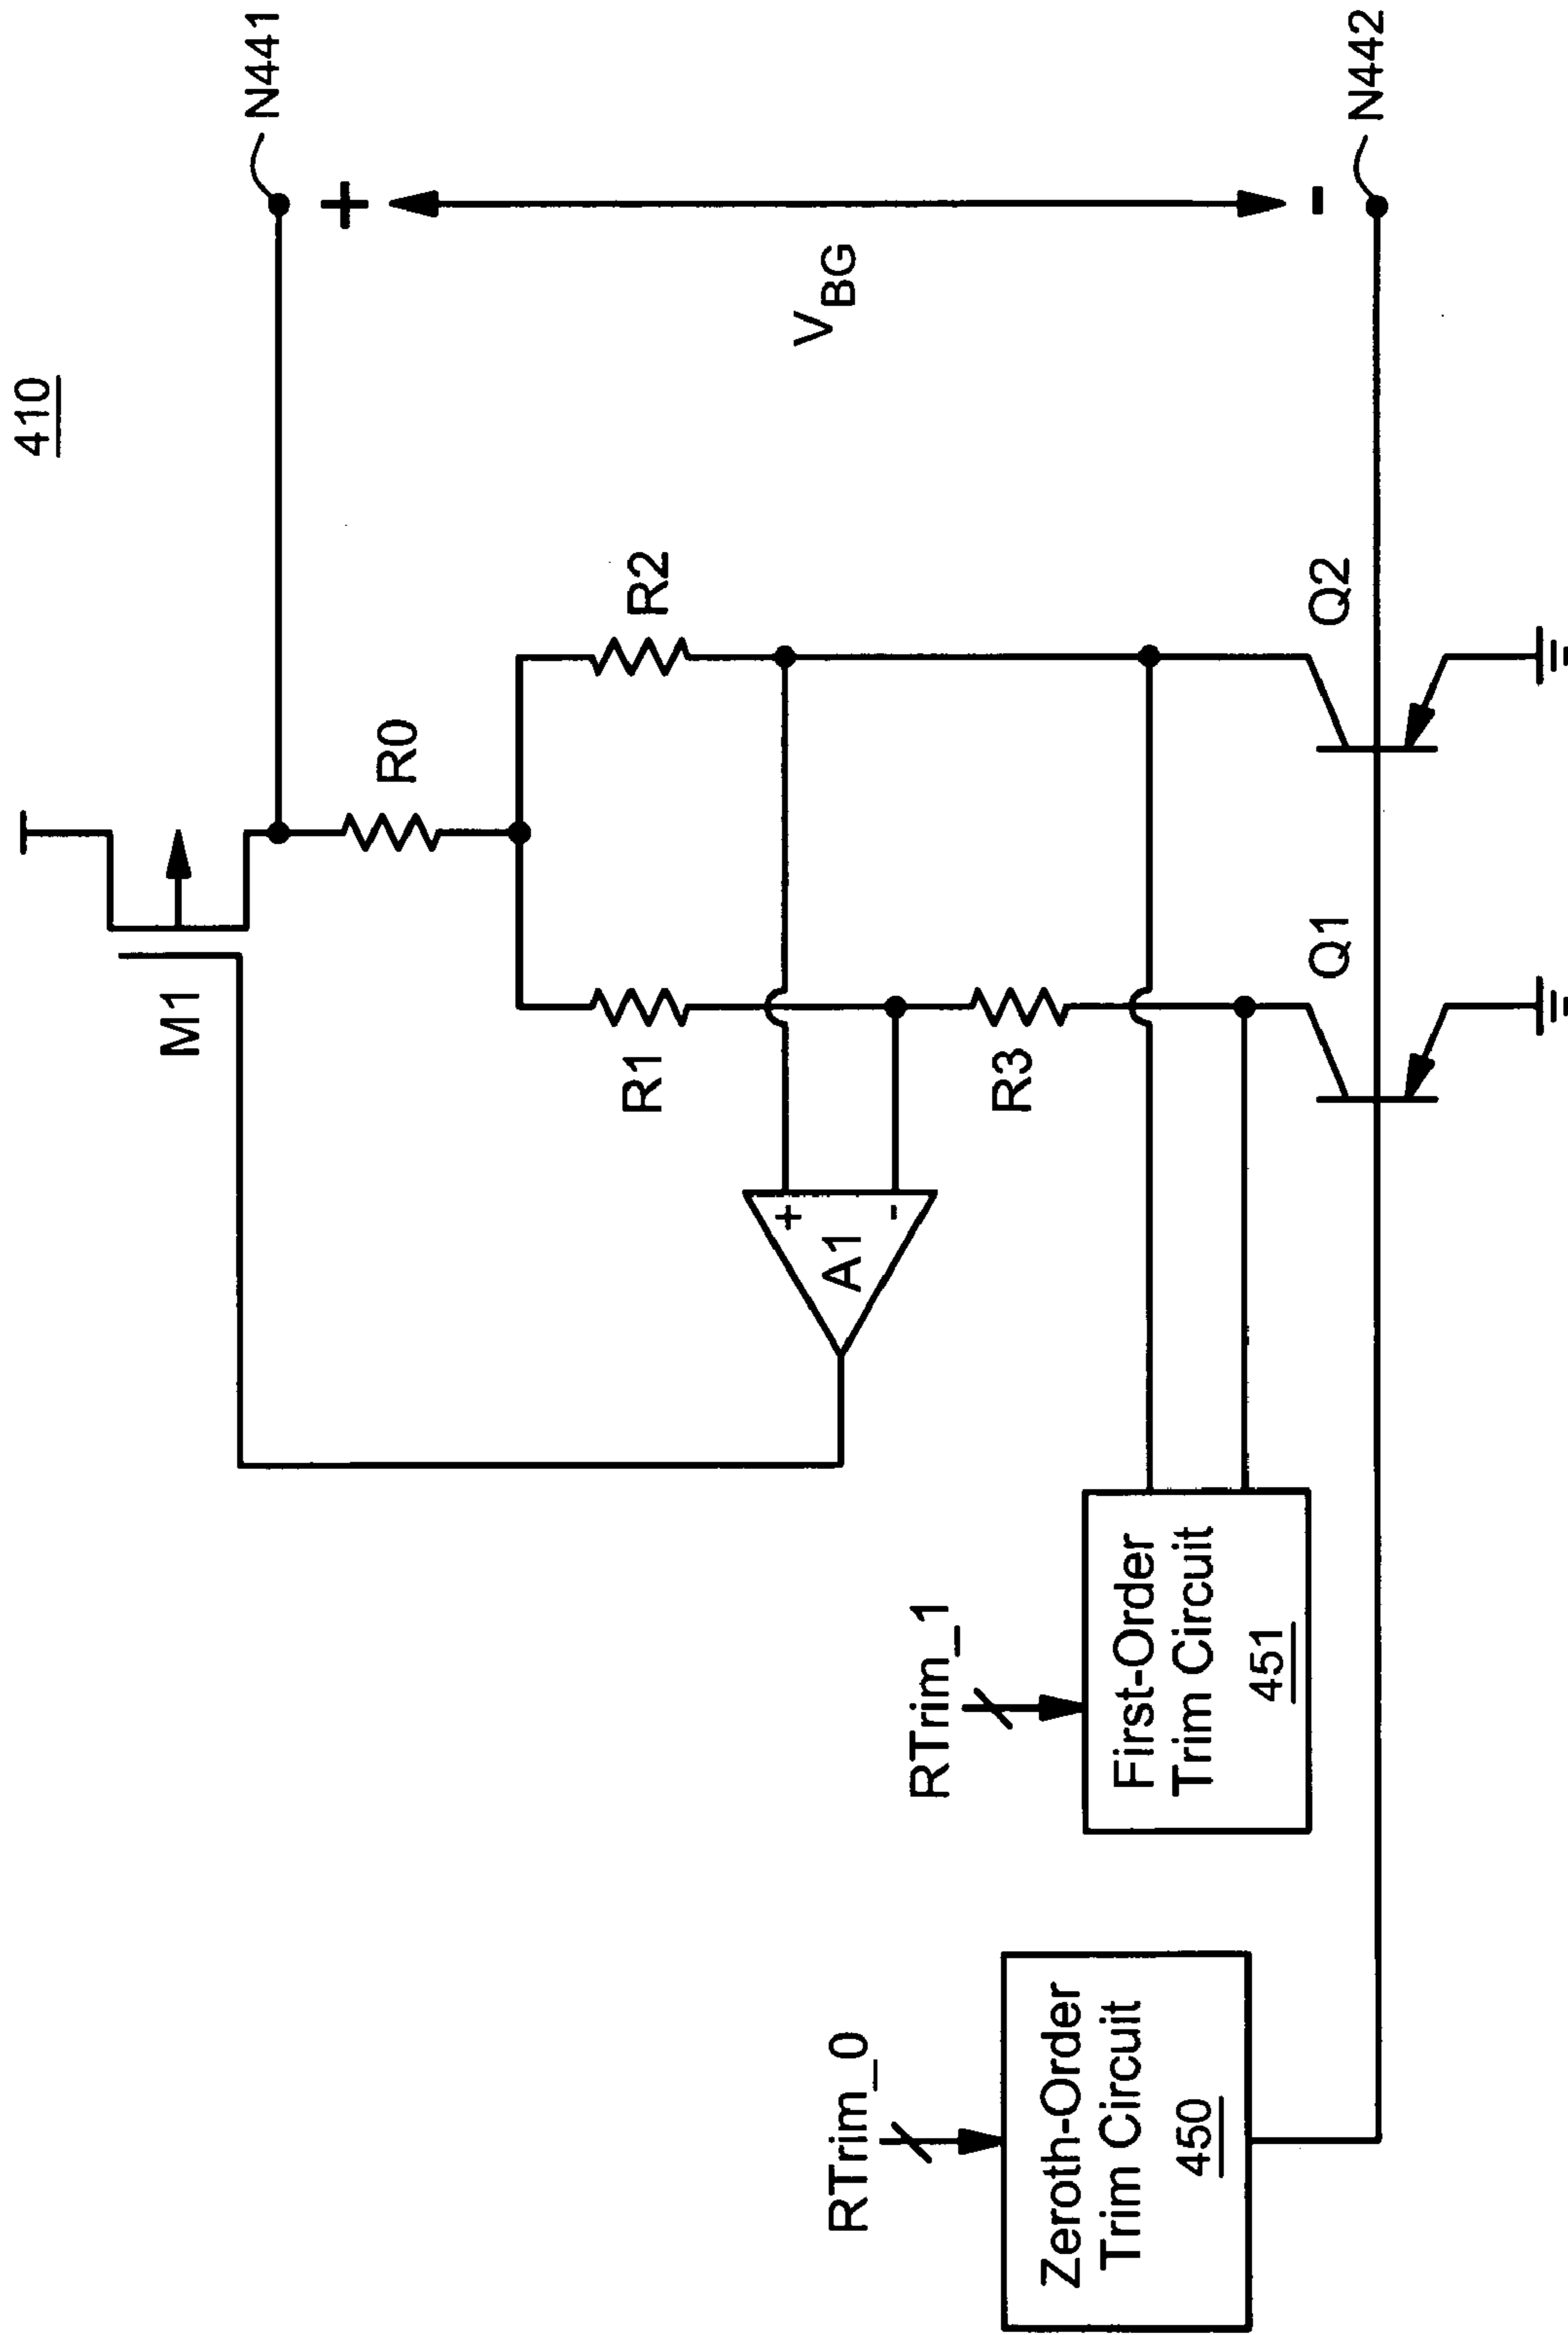 410
N441
M1
R0
+
VBG
-
R1
R2
+
A1
-
R3
Q1
Q2
N442
RTrim_1
First-Order
Trim Circuit
451
RTrim_0
Zeroth-Order
Trim Circuit
450